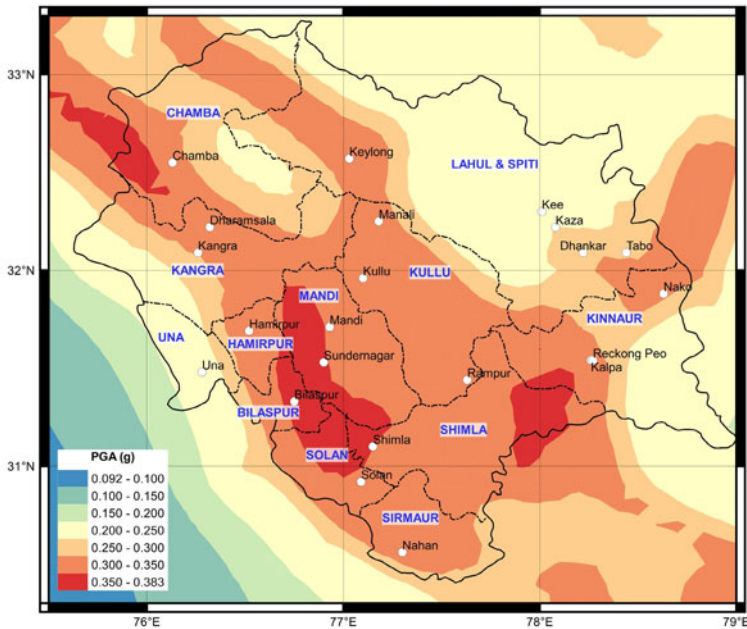 33°N
CHAMBA
Chamba
Keylong
LAHUL & SPITI
Kee
Kaza
Dharamsala
Manali
Dhankar
Tabo
Kangra
32°N
KANGRA
Kullu
KULLU
Nako
MANDI
KINNAUR
UNA
Hamirpur
Mandi
HAMIRPUR
Sundernagar
Reckong Peo
Kalpa
Una
Rampur
Bilaspur
BILASPUR
SHIMLA
Shimla
SOLAN
31°N
Solan
SIRMAUR
Nahan
PGA (g)
0.092 - 0.100
0.100 - 0.150
0.150 - 0.200
0.200 - 0.250
0.250 - 0.300
0.300 - 0.350
0.350 - 0.383
76°E
77°E
78°E
79°E